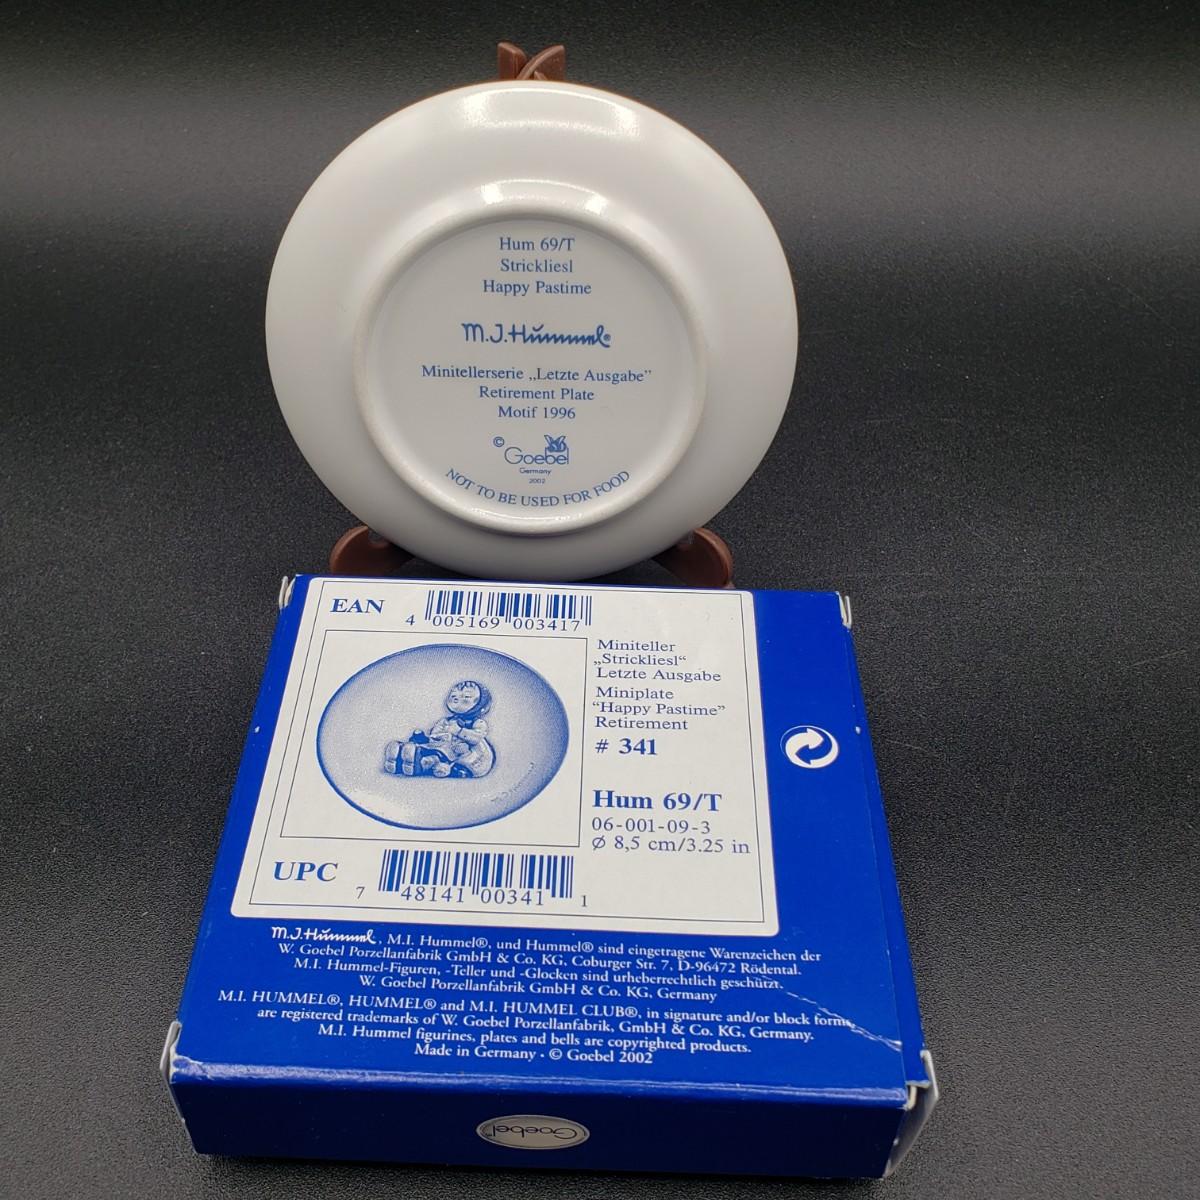 Hum 69/T
Strickliesl
Happy Pastime
M.J.Hummel®
Minitellerserie „Letzte Ausgabe”
Retirement Plate
Motif 1996
© Goebel
Germany
2002
NOT TO BE USED FOR FOOD
EAN
4 005169 003417
Miniteller
„Strickliesl“
Letzte Ausgabe
Miniplate
“Happy Pastime”
Retirement
# 341
Hum 69/T
06-001-09-3
Ø 8,5 cm/3.25 in
UPC
7 48141 00341 1
M.J.Hummel, M.I. Hummel®, und Hummel® sind eingetragene Warenzeichen der
W. Goebel Porzellanfabrik GmbH & Co. KG, Coburger Str. 7, D-96472 Rödental.
M.I. Hummel-Figuren, -Teller und -Glocken sind urheberrechtlich geschützt.
W. Goebel Porzellanfabrik GmbH & Co. KG, Germany
M.I. HUMMEL®, HUMMEL® and M.I. HUMMEL CLUB®, in signature and/or block forms,
are registered trademarks of W. Goebel Porzellanfabrik, GmbH & Co. KG, Germany.
M.I. Hummel figurines, plates and bells are copyrighted products.
Made in Germany · © Goebel 2002
Goebel